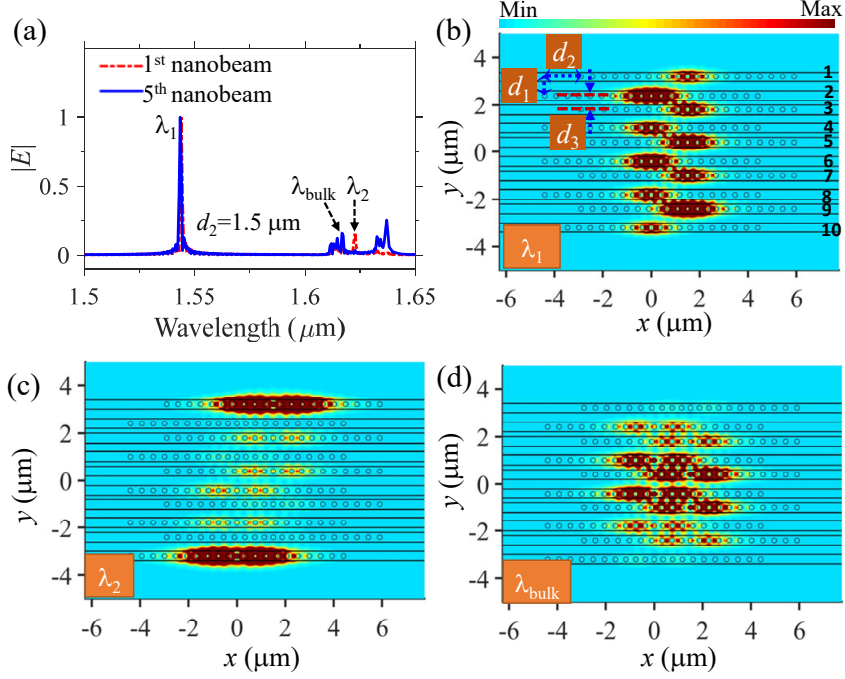 (a)
1st nanobeam
5th nanobeam
λ1
λbulk
λ2
d2=1.5 μm
|E|
1
0.5
0
1.5
1.55
1.6
1.65
Wavelength (μm)
Min
Max
(b)
d2
d1
d3
1
2
3
4
5
6
7
8
9
10
λ1
y (μm)
4
2
0
-2
-4
-6
-4
-2
0
2
4
6
x (μm)
(c)
λ2
y (μm)
4
2
0
-2
-4
-6
-4
-2
0
2
4
6
x (μm)
(d)
λbulk
y (μm)
4
2
0
-2
-4
-6
-4
-2
0
2
4
6
x (μm)